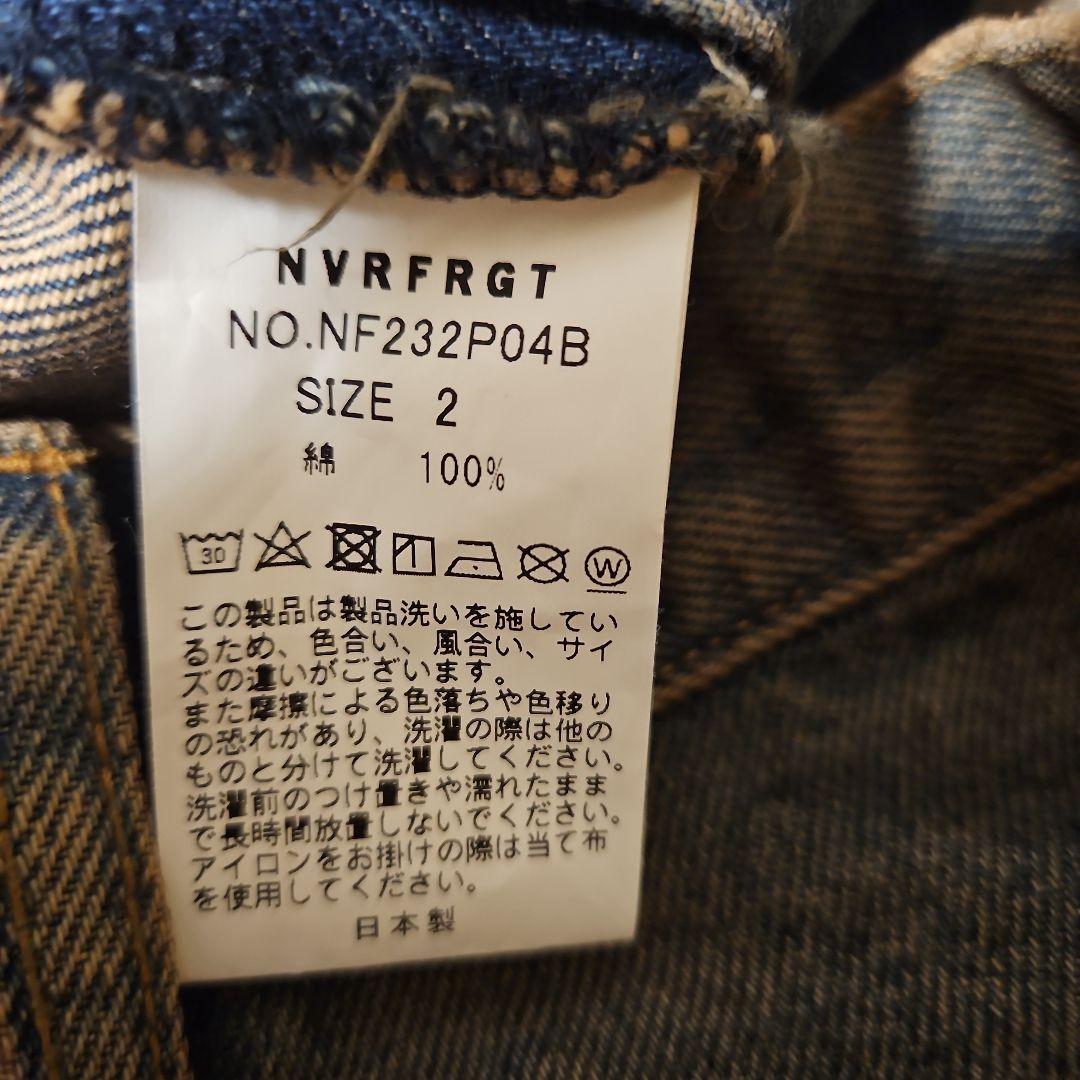 NVRFRGT
NO.NF232P04B
SIZE 2
綿 100%
30
W
この製品は製品洗いを施してい
るため、色合い、風合い、サイ
ズの違いがございます。
また摩擦による色落ちや色移り
の恐れがあり、洗濯の際は他の
ものと分けて洗濯してください。
洗濯前のつけ置きや濡れたまま
で長時間放置しないでください。
アイロンをお掛けの際は当て布
を使用してください。
日本製